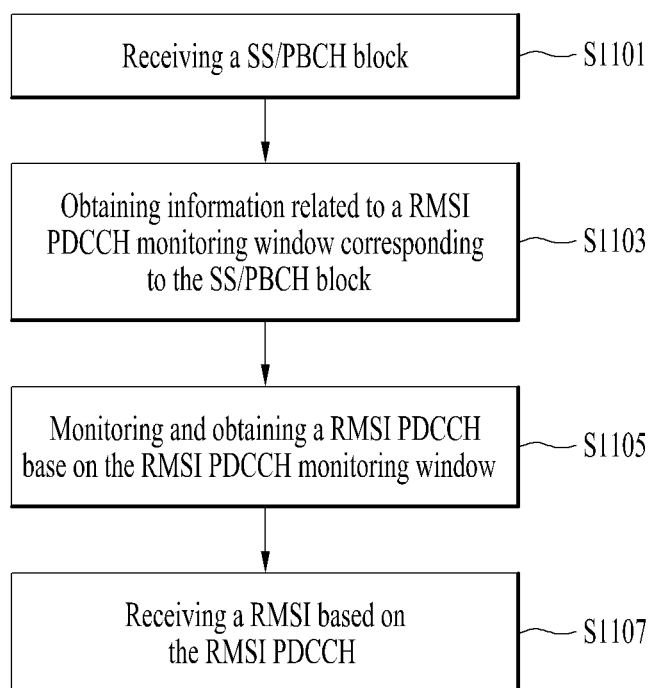 Receiving a SS/PBCH block
S1101
Obtaining information related to a RMSI
PDCCH monitoring window corresponding
to the SS/PBCH block
S1103
Monitoring and obtaining a RMSI PDCCH
base on the RMSI PDCCH monitoring window
S1105
Receiving a RMSI based on
the RMSI PDCCH
S1107